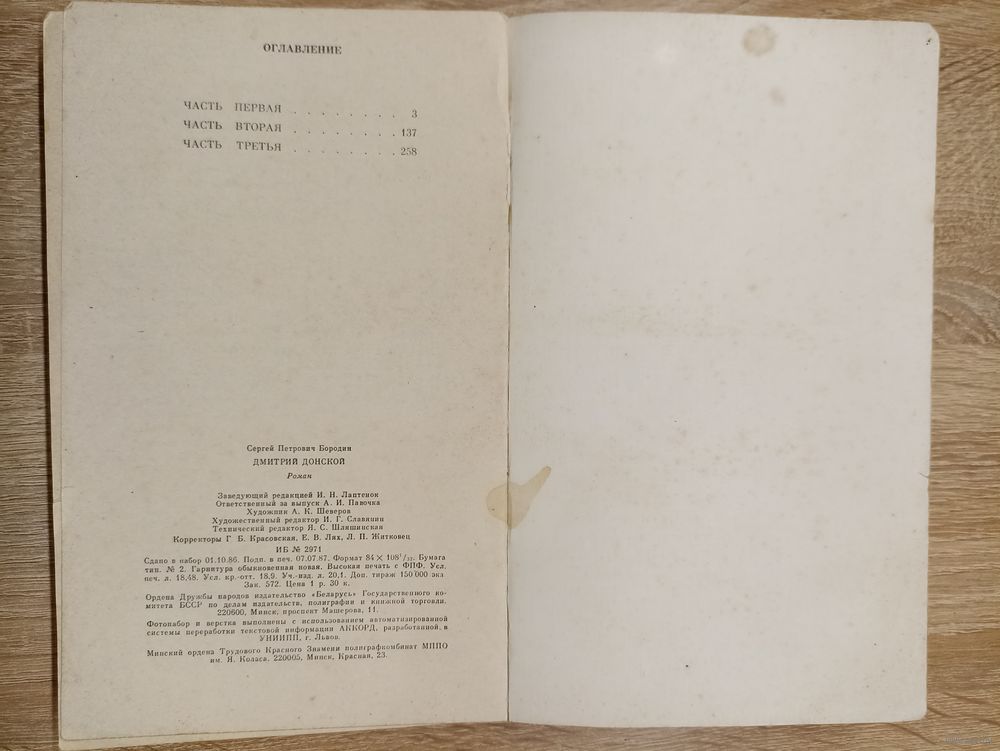 ОГЛАВЛЕНИЕ
ЧАСТЬ ПЕРВАЯ . . . . . . . . 3
ЧАСТЬ ВТОРАЯ . . . . . . . . 137
ЧАСТЬ ТРЕТЬЯ . . . . . . . . 258
Сергей Петрович Бородин
ДМИТРИЙ ДОНСКОЙ
Роман
Заведующий редакцией И. Н. Лаптенок
Ответственный за выпуск А. И. Павочка
Художник А. К. Шеверов
Художественный редактор И. Г. Славянин
Технический редактор Я. С. Шляшинская
Корректоры Г Б. Красовская, Е. В. Лях, Л. П. Житковец
ИБ № 2971
Сдано в набор 01.10.86. Подп. в печ. 07.07.87. Формат 84×108¹/₃₂. Бумага
тип. № 2. Гарнитура обыкновенная новая. Высокая печать с ФПФ. Усл.
печ. л. 18,48. Усл. кр.-отт. 18,9. Уч.-изд. л. 20,1. Доп. тираж 150 000 экз
Зак. 572. Цена 1 р. 30 к.
Ордена Дружбы народов издательство «Беларусь» Государственного ко-
митета БССР по делам издательств, полиграфии и книжной торговли.
220600, Минск, проспект Машерова, 11.
Фотонабор и верстка выполнены с использованием автоматизированной
системы переработки текстовой информации АККОРД, разработанной в
УНИИПП, г. Львов.
Минский ордена Трудового Красного Знамени полиграфкомбинат МППО
им. Я. Коласа. 220005, Минск, Красная, 23.